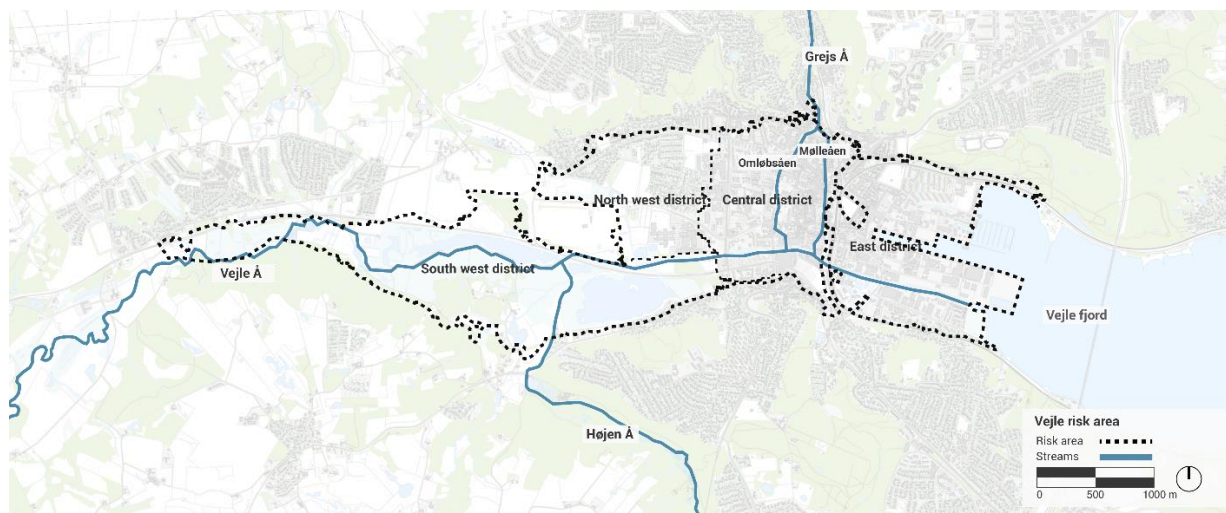 Grejs Å
Mølleåen
Omløbsåen
North west district
Central district
East district
South west district
Vejle Å
Vejle fjord
Højen Å
Vejle risk area
Risk area
Streams
0 500 1000 m